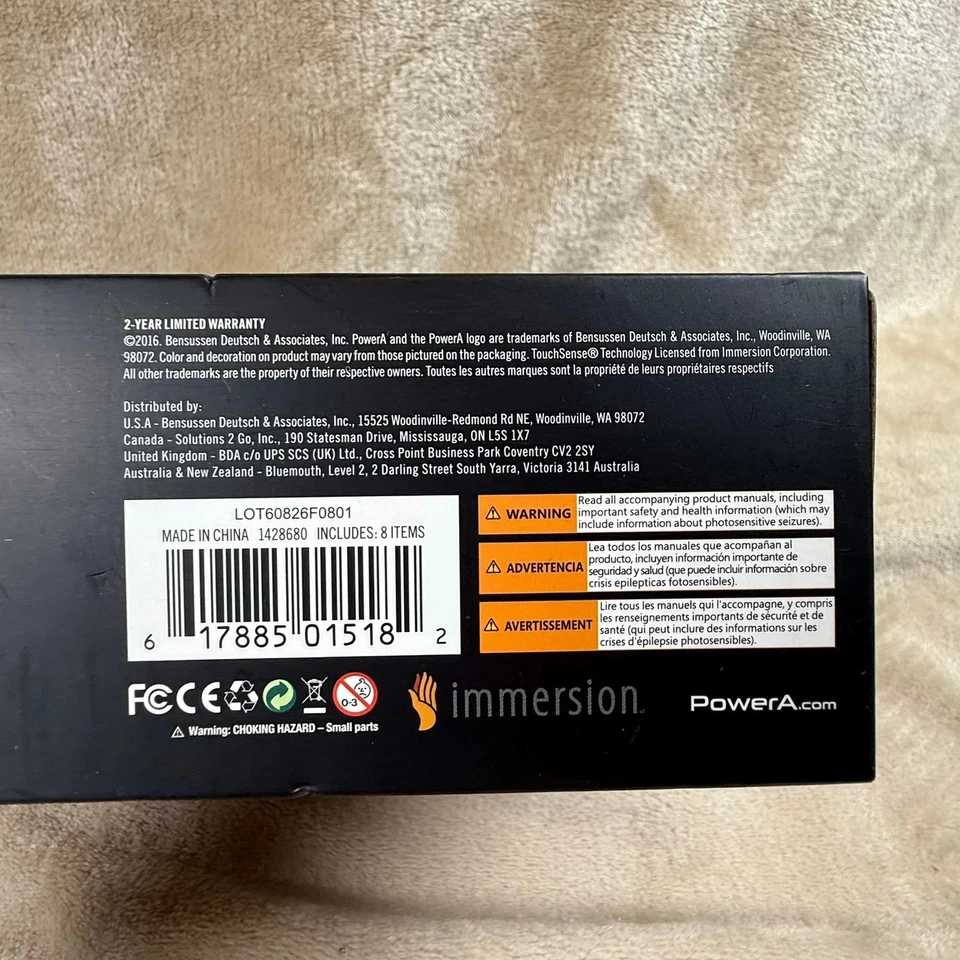 2-YEAR LIMITED WARRANTY
©2016. Bensussen Deutsch & Associates, Inc. PowerA and the PowerA logo are trademarks of Bensussen Deutsch & Associates, Inc., Woodinville, WA
98072. Color and decoration on product may vary from those pictured on the packaging. TouchSense® Technology Licensed from Immersion Corporation.
All other trademarks are the property of their respective owners. Toutes les autres marques sont la propriété de leurs propriétaires respectifs
Distributed by:
U.S.A - Bensussen Deutsch & Associates, Inc., 15525 Woodinville-Redmond Rd NE, Woodinville, WA 98072
Canada - Solutions 2 Go, Inc., 190 Statesman Drive, Mississauga, ON L5S 1X7
United Kingdom - BDA c/o UPS SCS (UK) Ltd., Cross Point Business Park Coventry CV2 2SY
Australia & New Zealand - Bluemouth, Level 2, 2 Darling Street South Yarra, Victoria 3141 Australia
LOT60826F0801
MADE IN CHINA 1428680 INCLUDES: 8 ITEMS
6 17885 01518 2
WARNING
Read all accompanying product manuals, including
important safety and health information (which may
include information about photosensitive seizures).
ADVERTENCIA
Lea todos los manuales que acompañan al
producto, incluyen información importante de
seguridad y salud (que puede incluir información sobre
crisis epilepticas fotosensibles).
AVERTISSEMENT
Lire tous les manuels qui l'accompagne, y compris
les renseignements importants de sécurité et de
santé (qui peut inclure des informations sur les
crises d'épilepsie photosensibles).
FC CE
0-3
Warning: CHOKING HAZARD – Small parts
immersion
PowerA.com